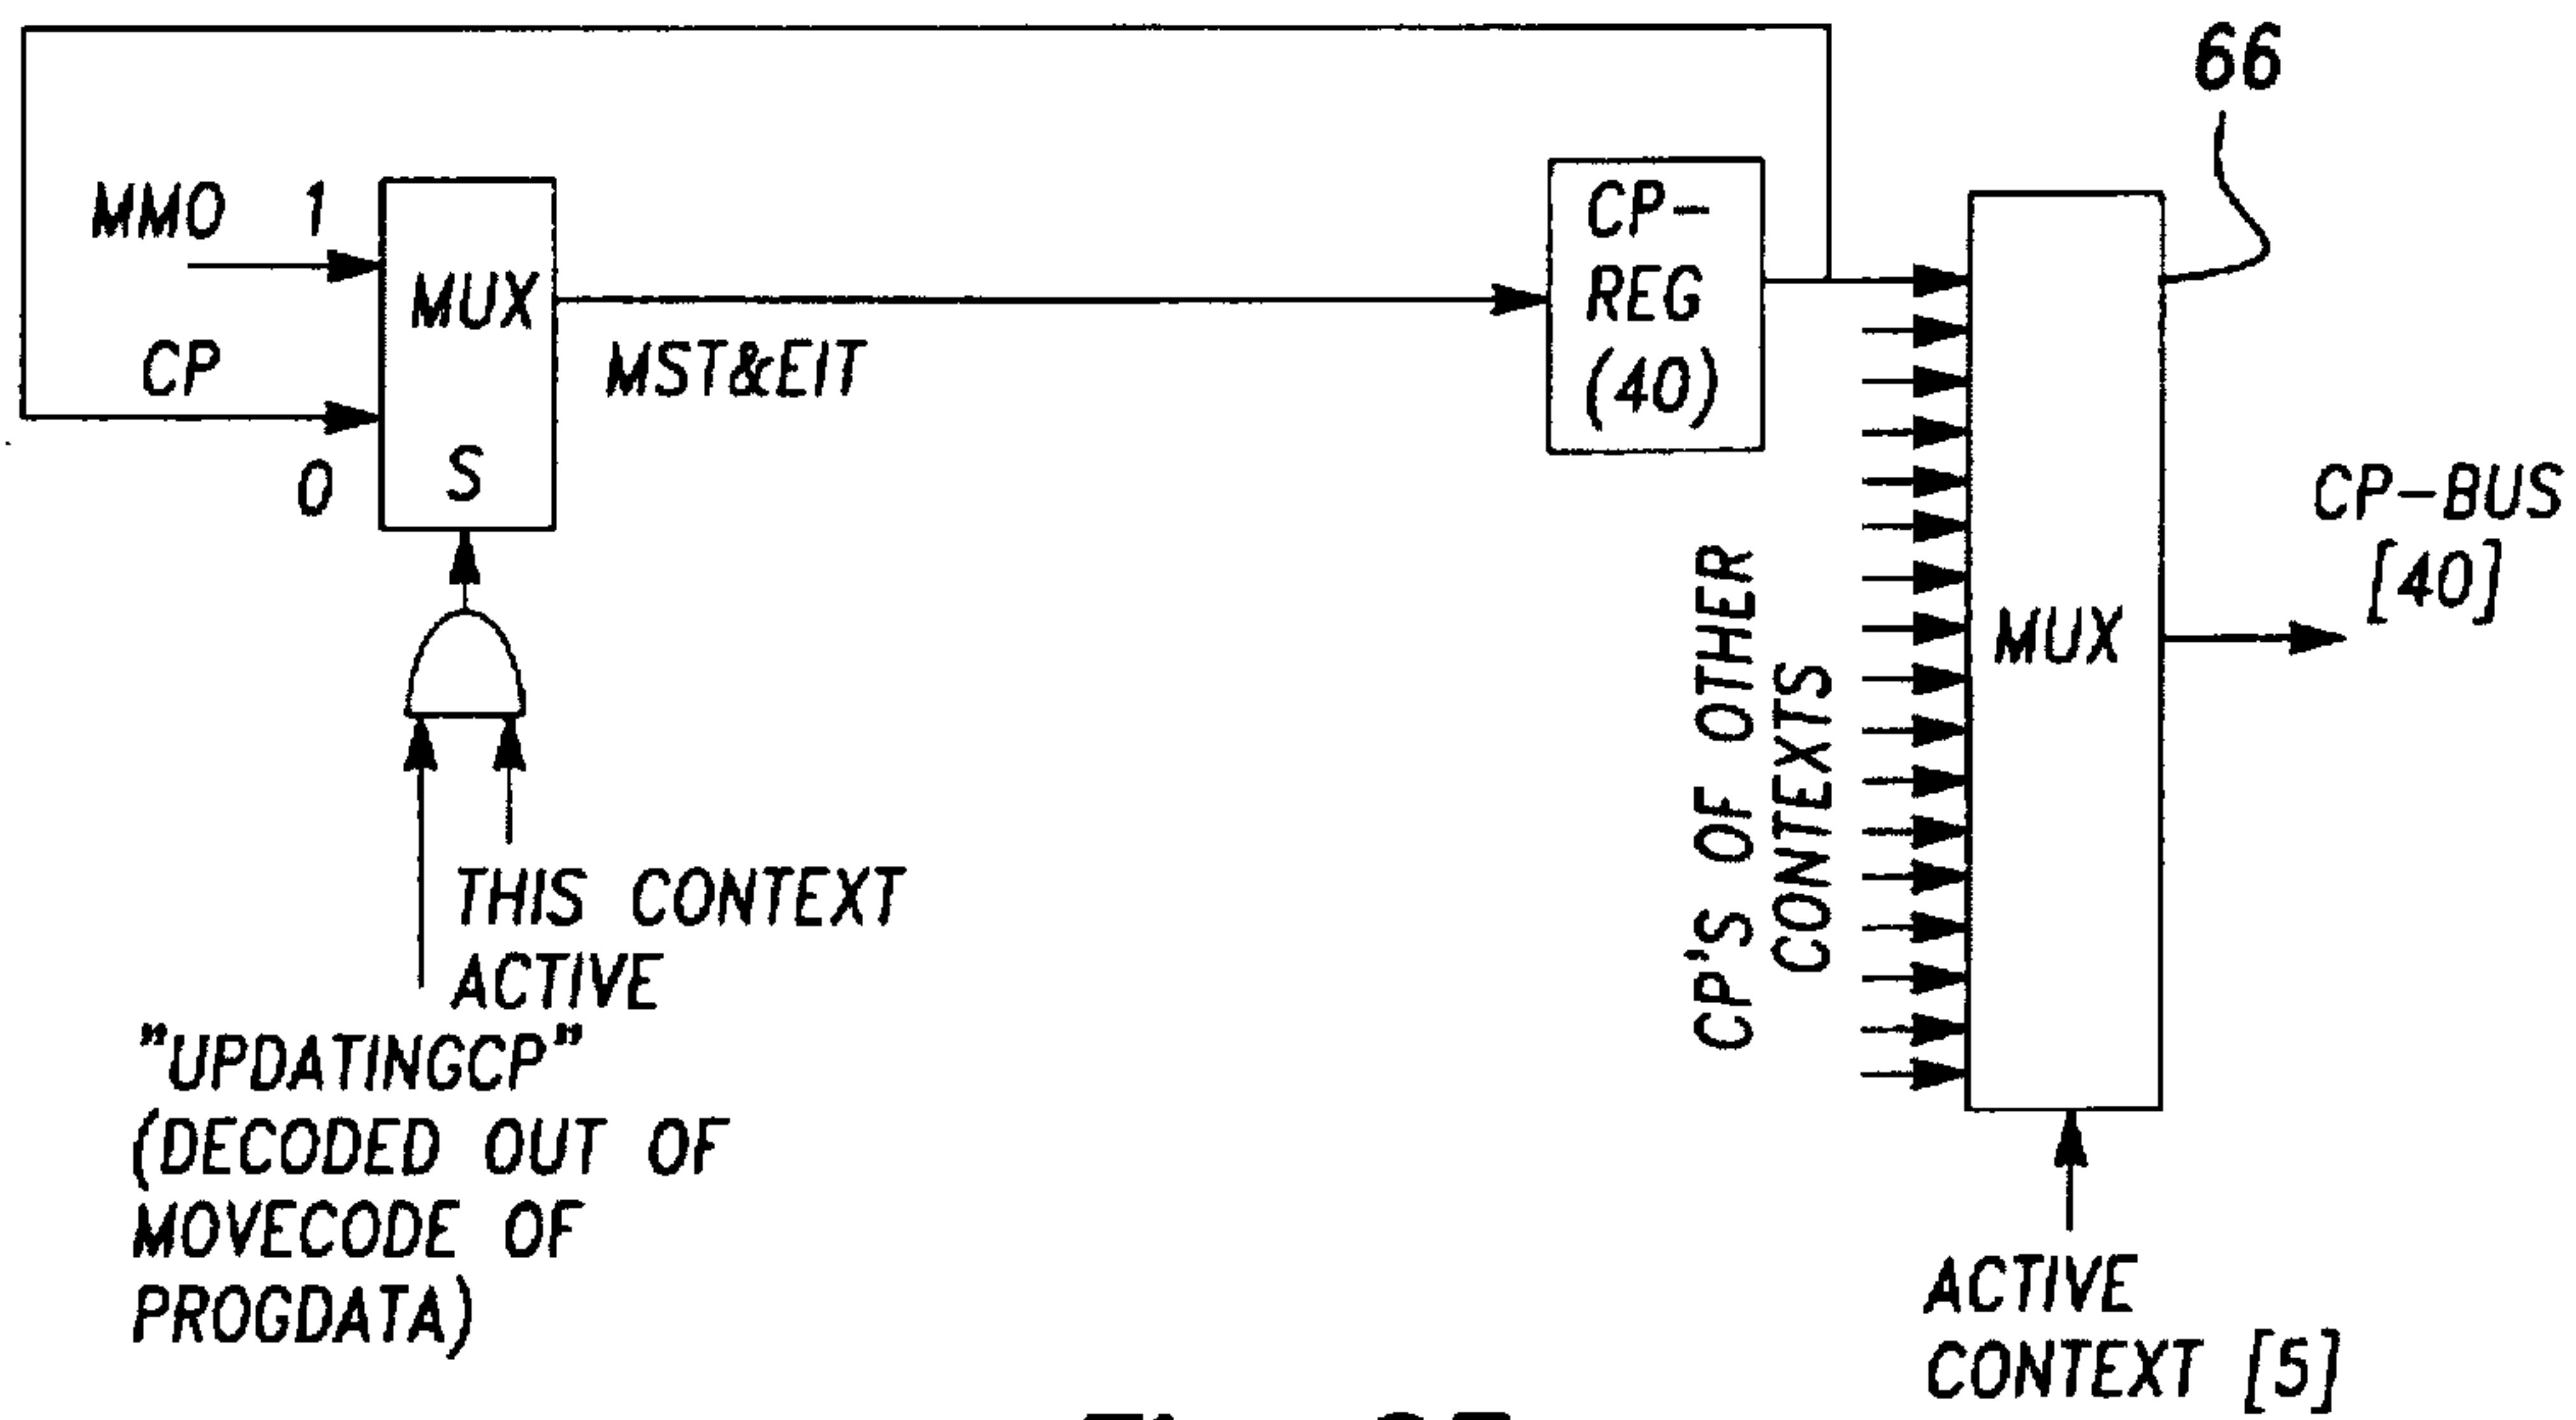 66
MMO 1
MUX
CP
0
S
MST&EIT
CP-
REG
(40)
CP-BUS
[40]
MUX
CP'S OF OTHER
CONTEXTS
THIS CONTEXT
ACTIVE
"UPDATINGCP"
(DECODED OUT OF
MOVECODE OF
PROGDATA)
ACTIVE
CONTEXT [5]